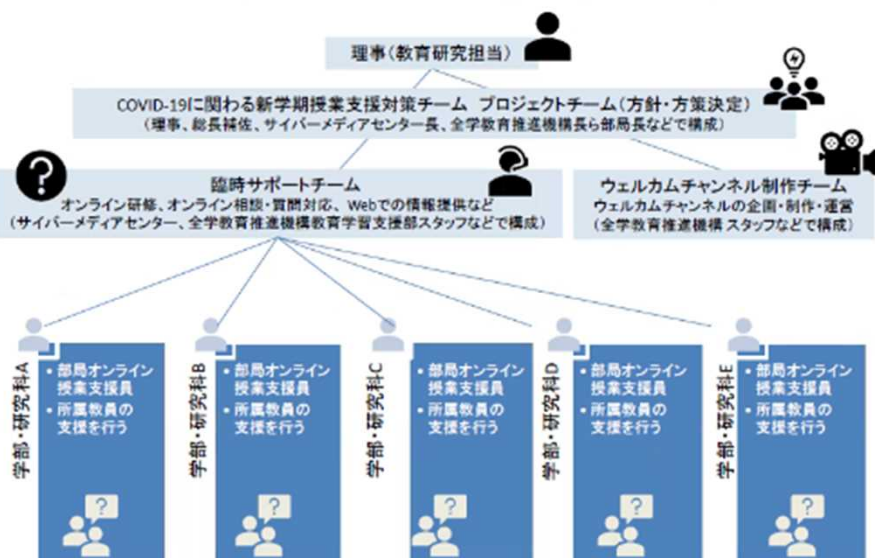 理事(教育研究担当)
COVID-19に関わる新学期授業支援対策チーム プロジェクトチーム(方針・方策決定)
(理事、総長補佐、サイバーメディアセンター長、全学教育推進機構長ら部局長などで構成)
?
臨時サポートチーム
オンライン研修、オンライン相談・質問対応、Webでの情報提供など
(サイバーメディアセンター、全学教育推進機構教育学習支援部スタッフなどで構成)
ウェルカムチャンネル制作チーム
ウェルカムチャンネルの企画・制作・運営
(全学教育推進機構 スタッフなどで構成)
学部・研究科A
• 部局オンライン
授業支援員
• 所属教員の
支援を行う
?
学部・研究科B
• 部局オンライン
授業支援員
• 所属教員の
支援を行う
?
学部・研究科C
• 部局オンライン
授業支援員
• 所属教員の
支援を行う
?
学部・研究科D
• 部局オンライン
授業支援員
• 所属教員の
支援を行う
?
学部・研究科E
• 部局オンライン
授業支援員
• 所属教員の
支援を行う
?